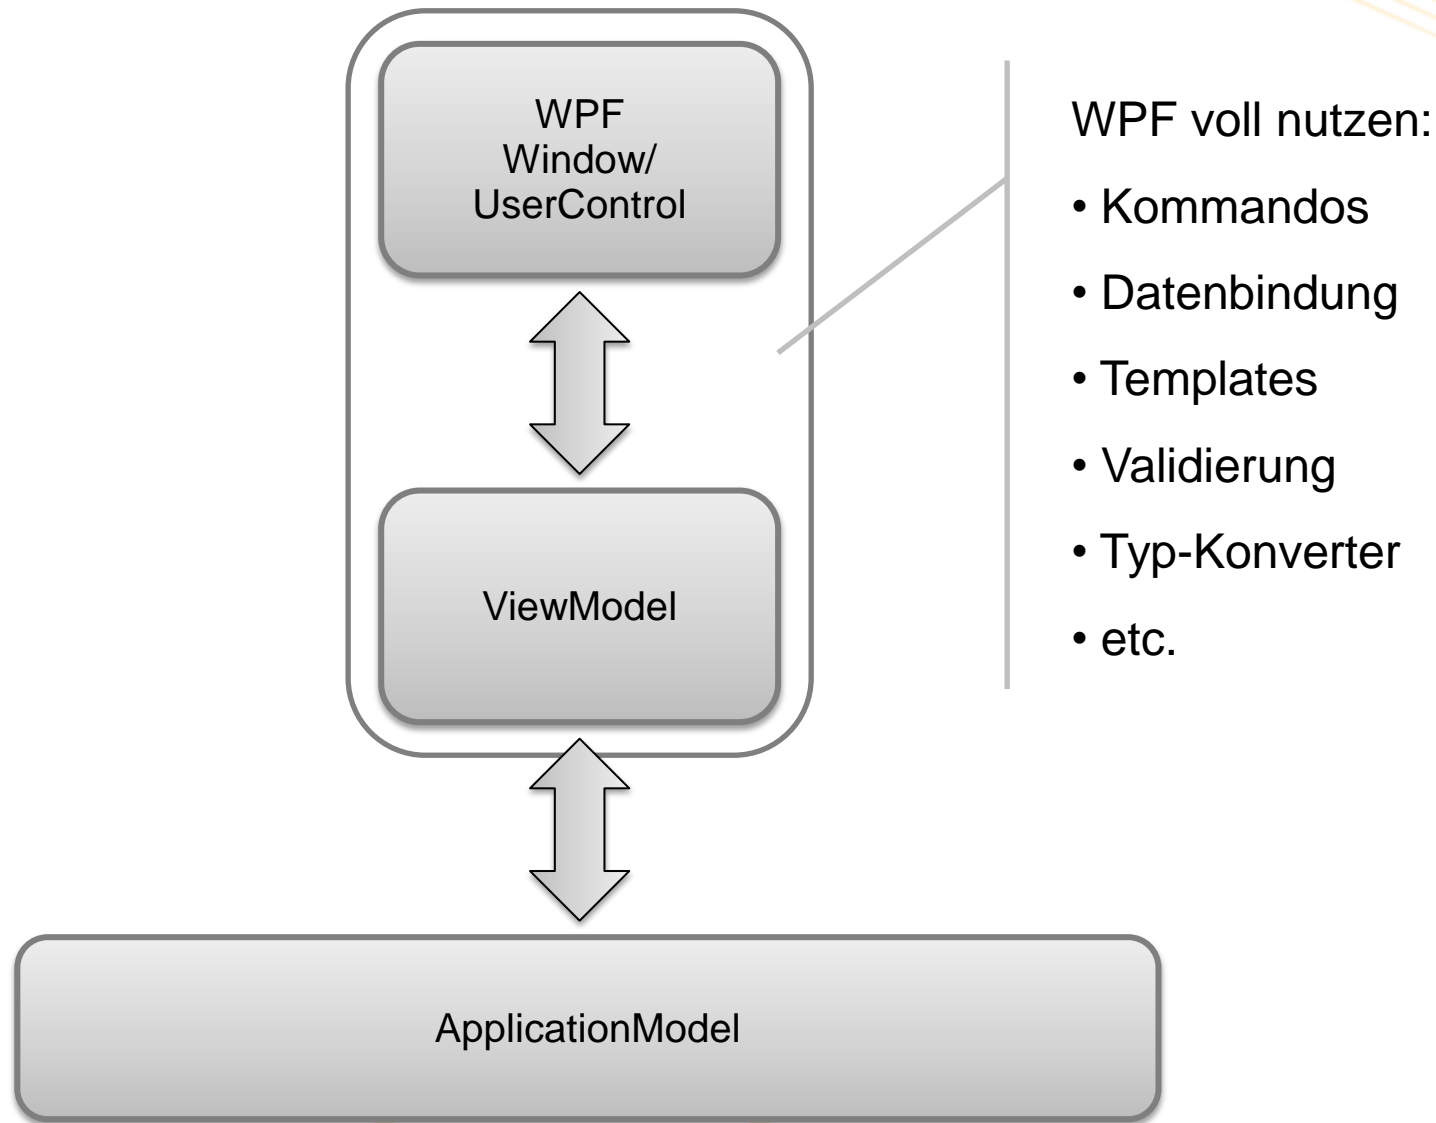 WPF
Window/
UserControl
ViewModel
ApplicationModel
WPF voll nutzen:
• Kommandos
• Datenbindung
• Templates
• Validierung
• Typ-Konverter
• etc.